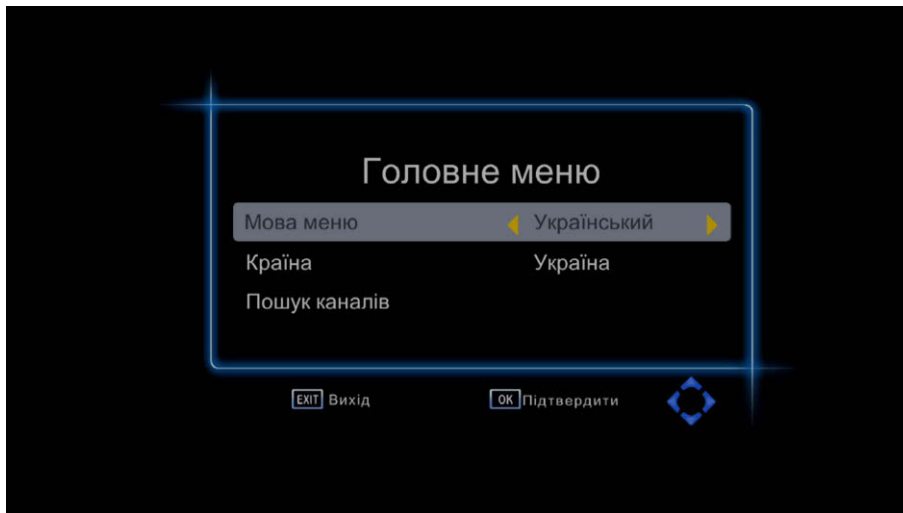 Головне меню
Мова меню Український
Країна Україна
Пошук каналів
EXIT Вихід OK Підтвердити